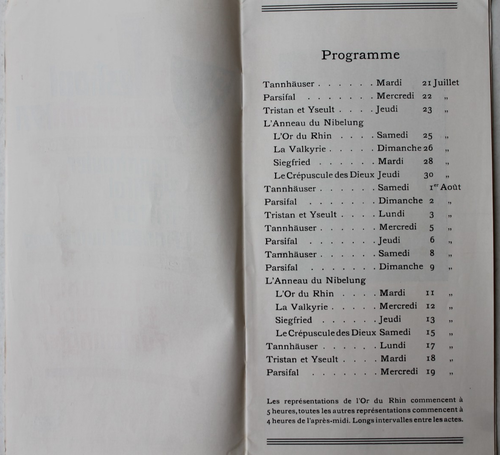 Programme
Tannhäuser . . . . . . Mardi 21 Juillet
Parsifal . . . . . . . Mercredi 22 „
Tristan et Yseult . . . . Jeudi 23 „
L'Anneau du Nibelung
L'Or du Rhin . . . . Samedi 25 „
La Valkyrie . . . . . Dimanche 26 „
Siegfried . . . . . . Mardi 28 „
Le Crépuscule des Dieux Jeudi 30 „
Tannhäuser . . . . . . Samedi 1er Août
Parsifal . . . . . . . Dimanche 2 „
Tristan et Yseult . . . . Lundi 3 „
Tannhäuser . . . . . . Mercredi 5 „
Parsifal . . . . . . . Jeudi 6 „
Tannhäuser . . . . . . Samedi 8 „
Parsifal . . . . . . . Dimanche 9 „
L'Anneau du Nibelung
L'Or du Rhin . . . . Mardi 11 „
La Valkyrie . . . . . Mercredi 12 „
Siegfried . . . . . . Jeudi 13 „
Le Crépuscule des Dieux Samedi 15 „
Tannhäuser . . . . . . Lundi 17 „
Tristan et Yseult . . . . Mardi 18 „
Parsifal . . . . . . . Mercredi 19 „
Les représentations de l'Or du Rhin commencent à
5 heures, toutes les autres représentations commencent à
4 heures de l'après-midi. Longs intervalles entre les actes.